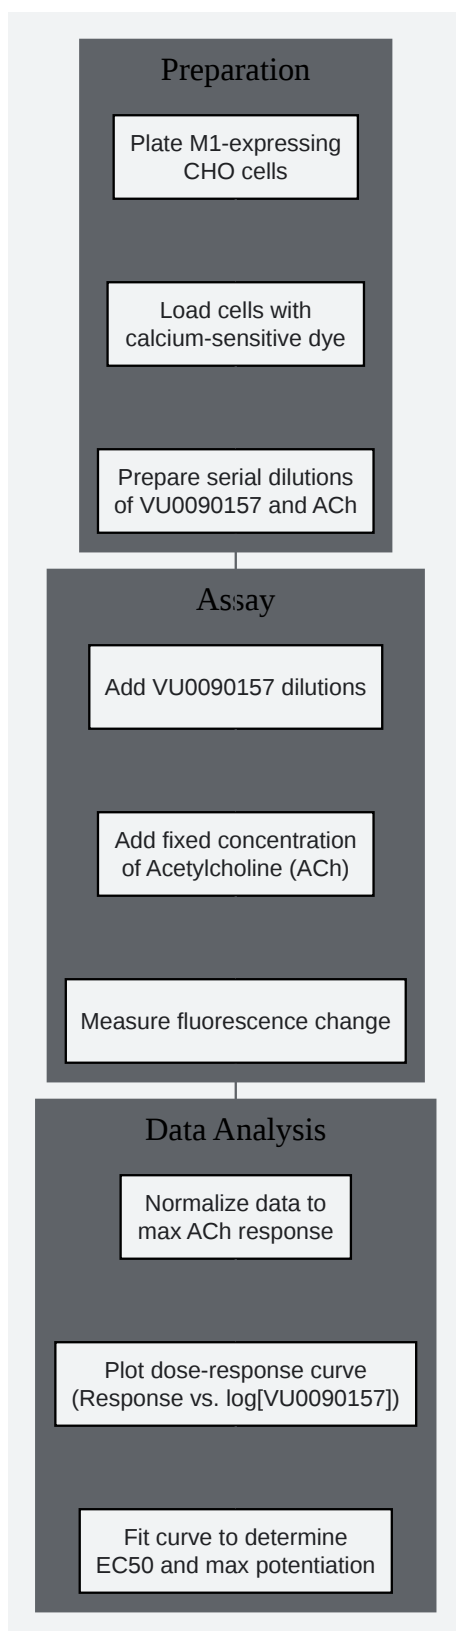 Preparation
Plate M1-expressing
CHO cells
Load cells with
calcium-sensitive dye
Prepare serial dilutions
of VU0090157 and ACh
Assay
Add VU0090157 dilutions
Add fixed concentration
of Acetylcholine (ACh)
Measure fluorescence change
Data Analysis
Normalize data to
max ACh response
Plot dose-response curve
(Response vs. log[VU0090157])
Fit curve to determine
EC50 and max potentiation